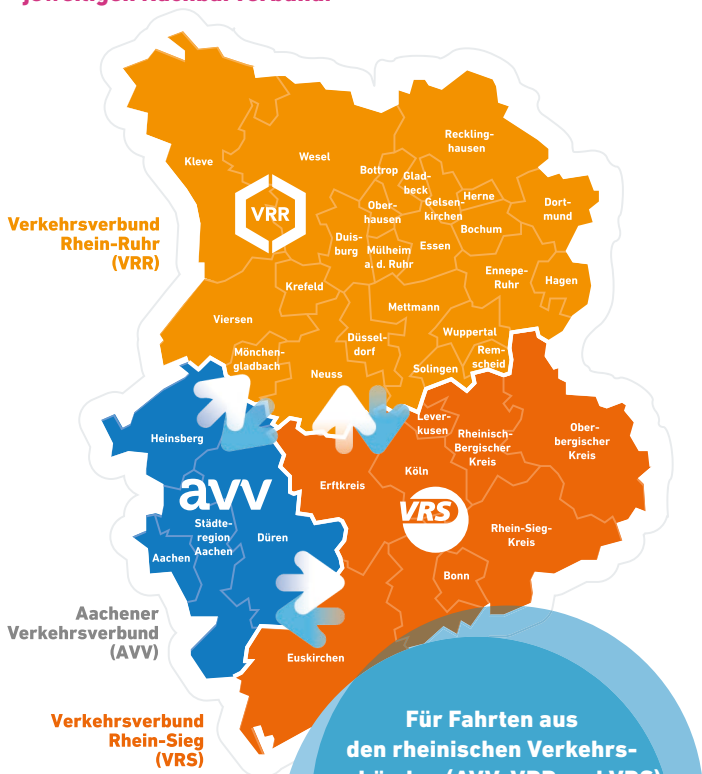 Reckling-
hausen
Kleve
Wesel
Bottrop
Glad-
beck
Herne
Gelsen-
kirchen
Dort-
mund
Ober-
hausen
VRR
Bochum
Verkehrsverbund
Rhein-Ruhr
(VRR)
Duis-
burg
Mülheim
a. d. Ruhr
Essen
Ennepe-
Ruhr
Hagen
Krefeld
Mettmann
Viersen
Düssel-
dorf
Wuppertal
Mönchen-
gladbach
Neuss
Solingen
Rem-
scheid
Lever-
kusen
Heinsberg
Rheinisch-
Bergischer
Kreis
Ober-
bergischer
Kreis
Köln
Erftkreis
avv
VRS
Städte-
region
Aachen
Düren
Rhein-Sieg-
Kreis
Aachen
Bonn
Aachener
Verkehrsverbund
(AVV)
Euskirchen
Verkehrsverbund
Rhein-Sieg
(VRS)
Für Fahrten aus
den rheinischen Verkehrs-